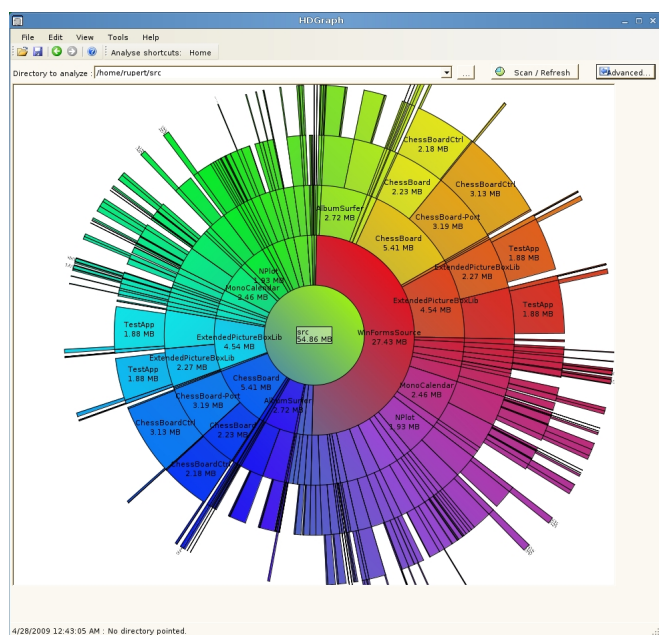 HDGraph
File Edit View Tools Help
Analyse shortcuts: Home
Directory to analyze : /home/rupert/src ... Scan / Refresh Advanced...
ChessBoardCtrl
2.18 MB
ChessBoardCtrl
3.13 MB
ChessBoard
2.23 MB
AlbumSurfer
2.72 MB
ChessBoard-Port
3.19 MB
ChessBoard
5.41 MB
TestApp
1.88 MB
ExtendedPictureBoxLib
2.27 MB
NPlot
1.93 MB
MonoCalendar
2.46 MB
ExtendedPictureBoxLib
4.54 MB
TestApp
1.88 MB
TestApp
1.88 MB
ExtendedPictureBoxLib
4.54 MB
src
54.86 MB
WinFormsSource
27.43 MB
ExtendedPictureBoxLib
2.27 MB
TestApp
1.88 MB
ChessBoard
5.41 MB
MonoCalendar
2.46 MB
ChessBoard-Port
3.19 MB
AlbumSurfer
2.72 MB
NPlot
1.93 MB
ChessBoardCtrl
3.13 MB
ChessBoard
2.23 MB
ChessBoardCtrl
2.18 MB
4/28/2009 12:43:05 AM : No directory pointed.